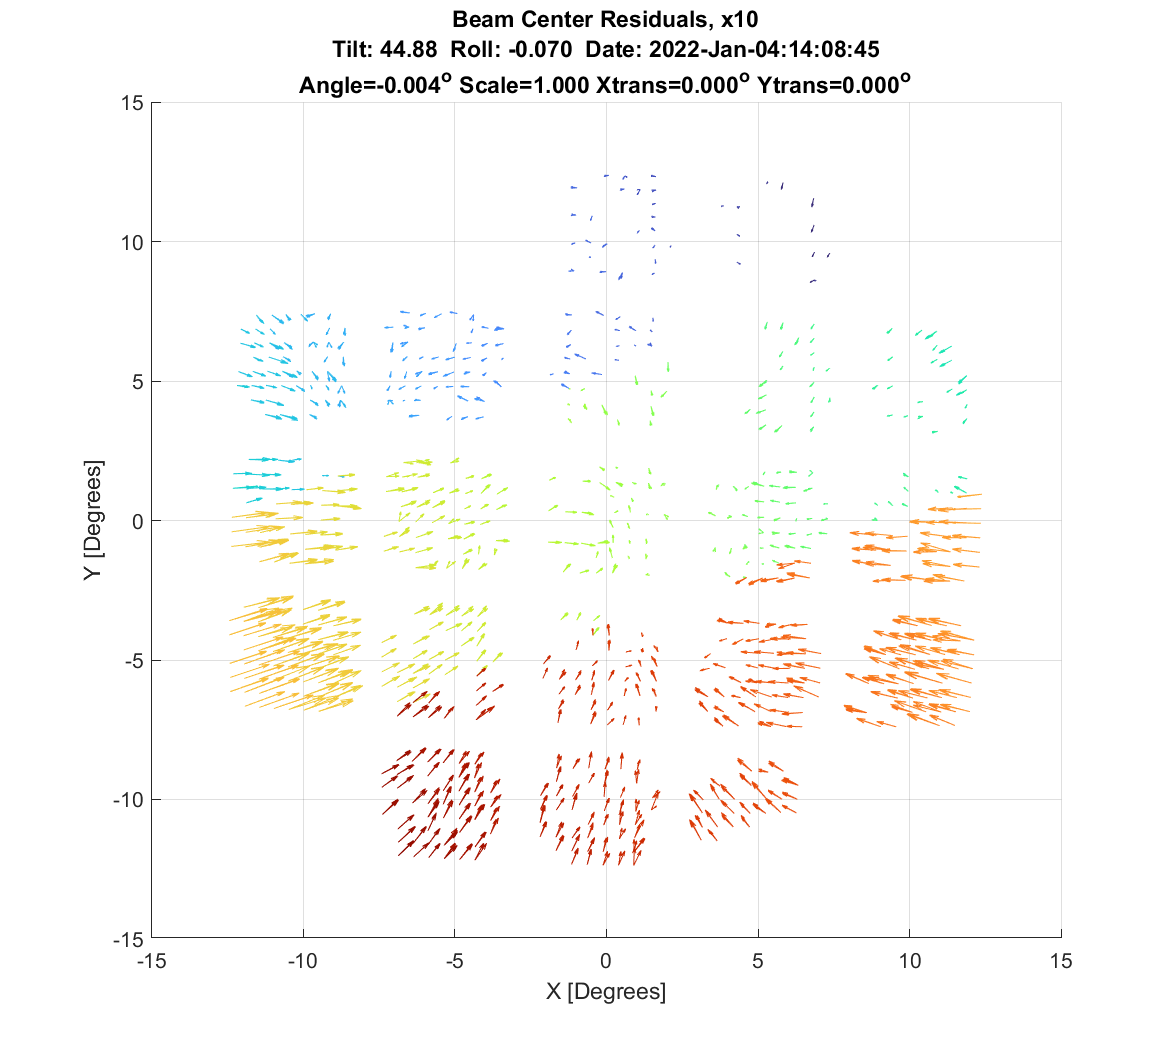 Beam Center Residuals, x10
Tilt: 44.88 Roll: -0.070 Date: 2022-Jan-04:14:08:45
Angle=-0.004° Scale=1.000 Xtrans=0.000° Ytrans=0.000°
15
10
5
0
-5
-10
-15
Y [Degrees]
-15 -10 -5 0 5 10 15
X [Degrees]